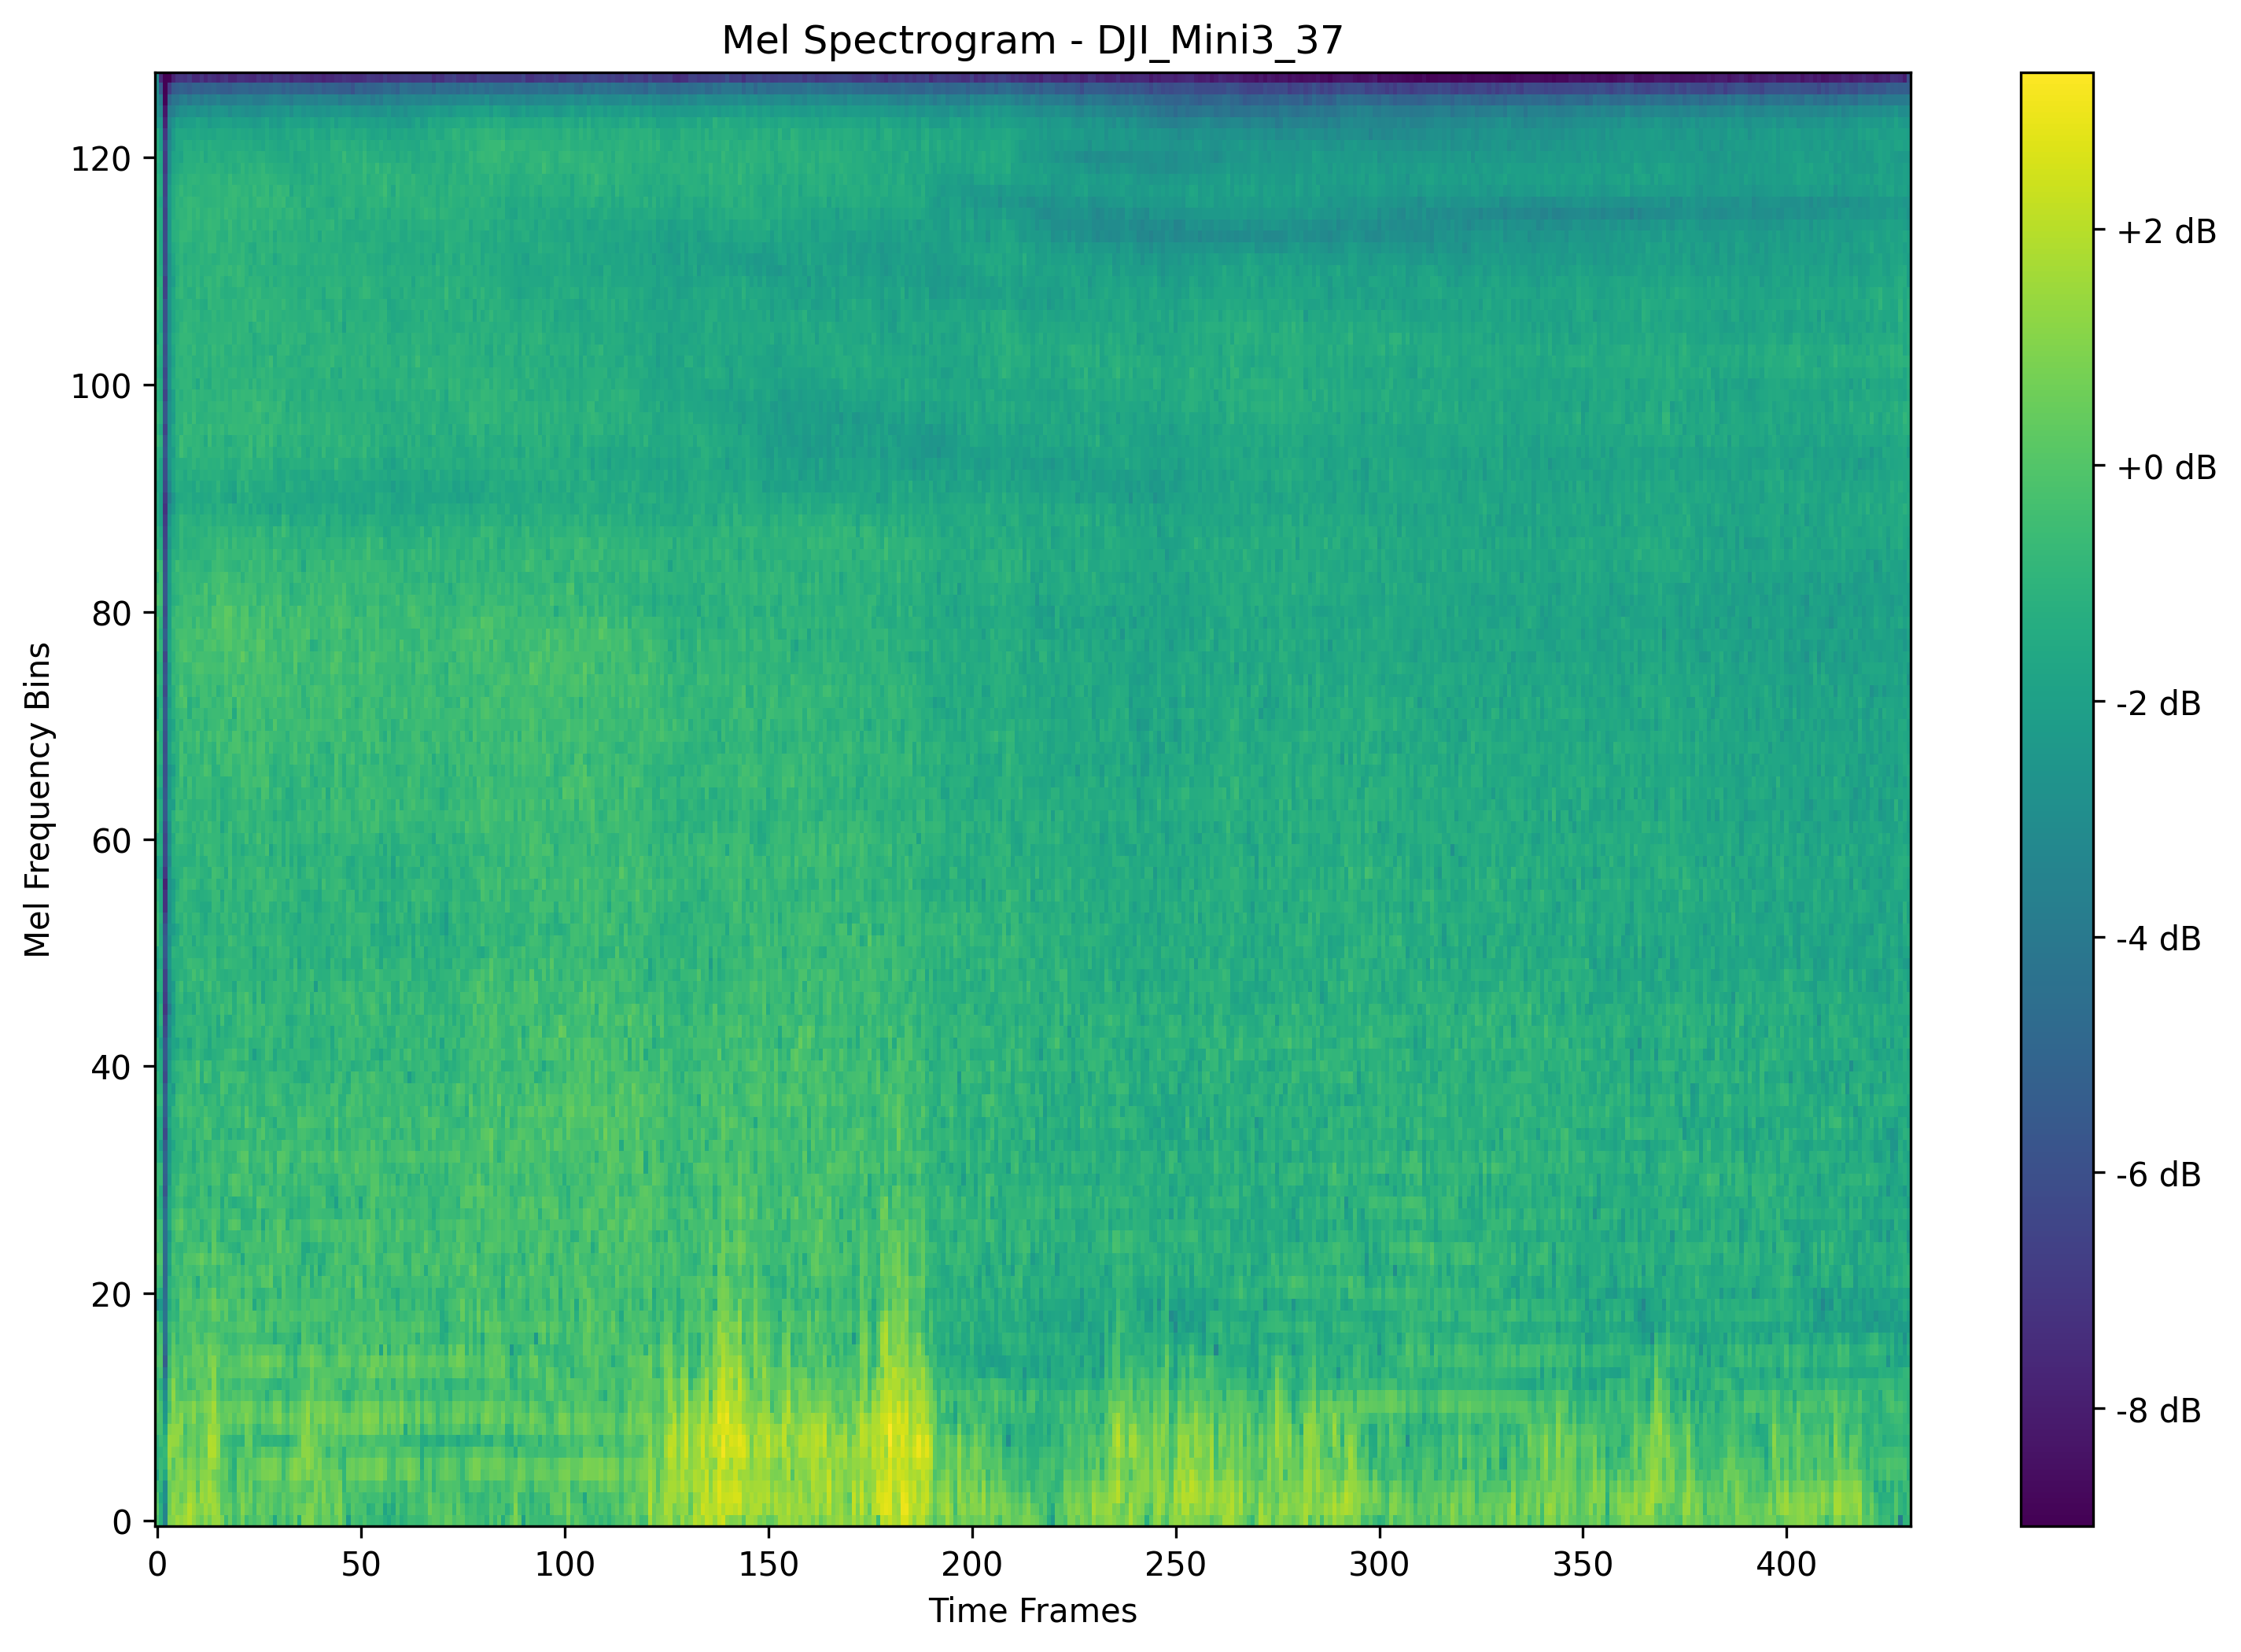 Mel Spectrogram - DJI_Mini3_37
120
100
80
60
40
20
0
Mel Frequency Bins
0 50 100 150 200 250 300 350 400
Time Frames
+2 dB
+0 dB
-2 dB
-4 dB
-6 dB
-8 dB